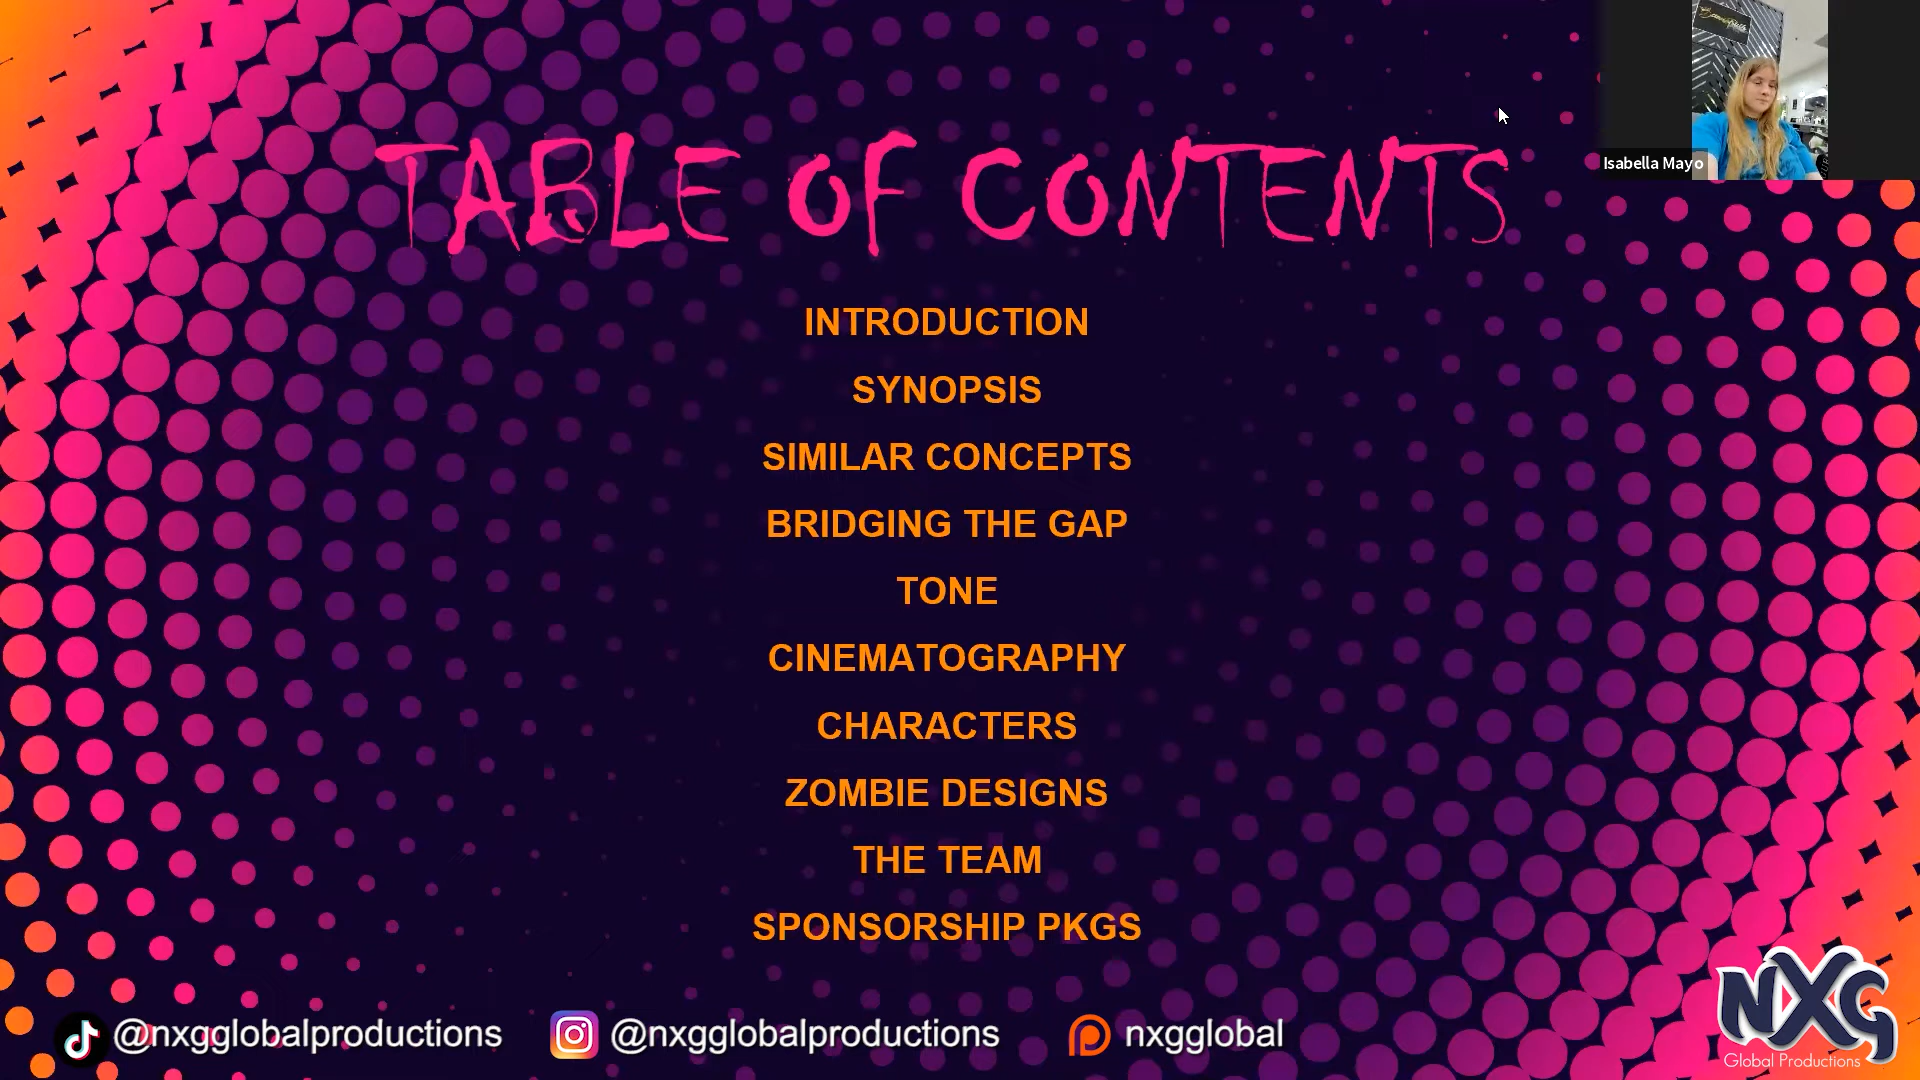 TABLE OF CONTENTS
Isabella Mayo
INTRODUCTION
SYNOPSIS
SIMILAR CONCEPTS
BRIDGING THE GAP
TONE
CINEMATOGRAPHY
CHARACTERS
ZOMBIE DESIGNS
THE TEAM
SPONSORSHIP PKGS
@nxgglobalproductions @nxgglobalproductions nxgglobal
NXG
Global Productions